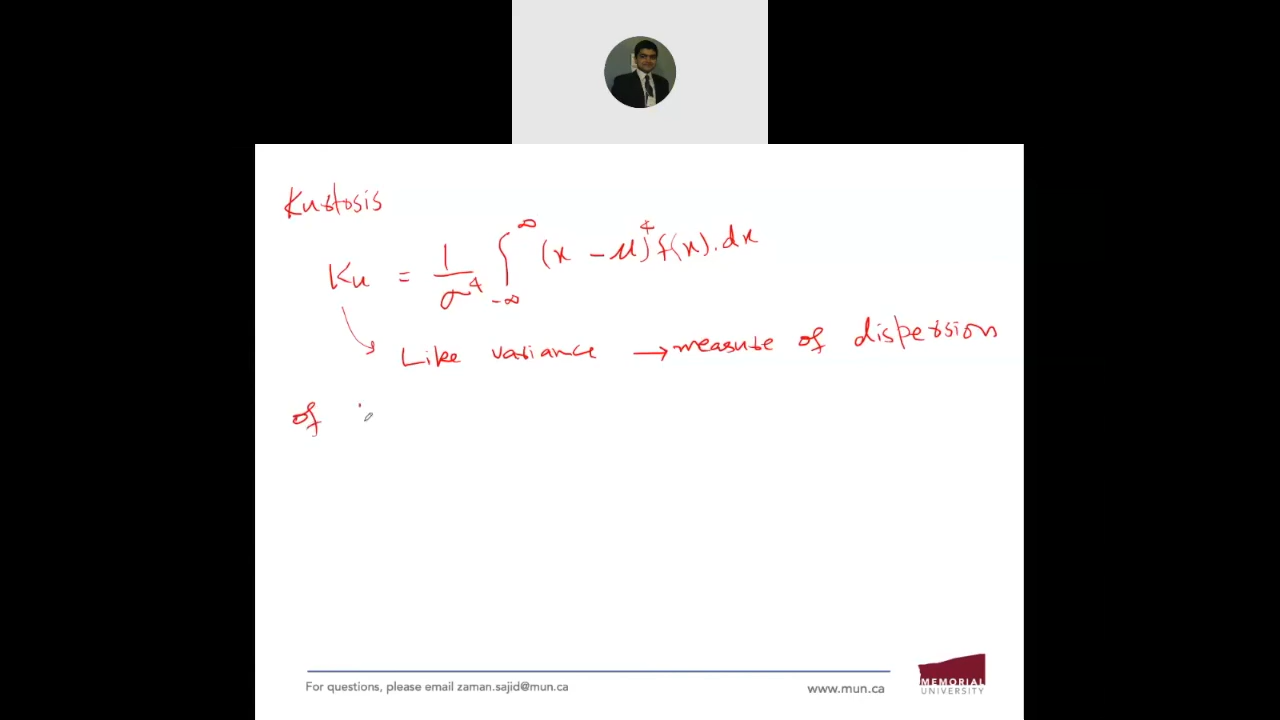 Kurtosis
Ku = 1/σ⁴ ∫_{-∞}^{∞} (x - μ)⁴ f(x). dx
Like variance → measure of dispersion
of
For questions, please email zaman.sajid@mun.ca
www.mun.ca
MEMORIAL
UNIVERSITY